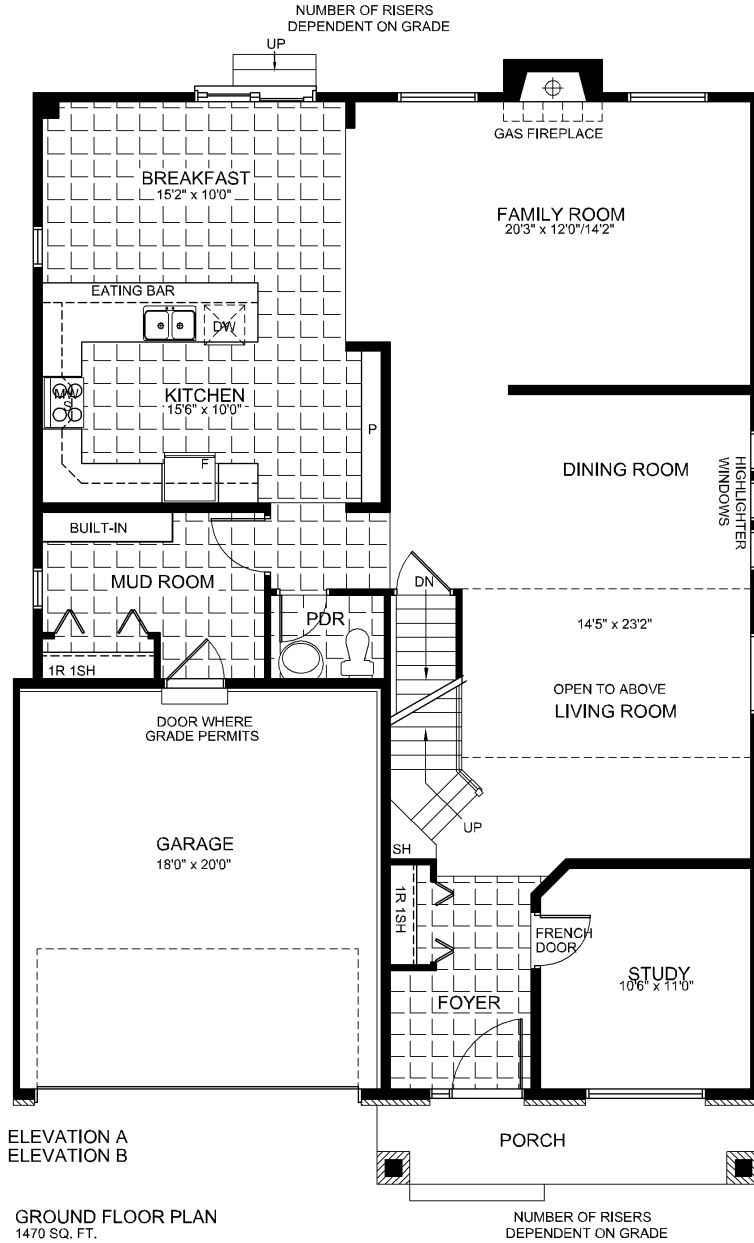 NUMBER OF RISERS
DEPENDENT ON GRADE
UP
GAS FIREPLACE
BREAKFAST
15'2" x 10'0"
FAMILY ROOM
20'3" x 12'0"/14'2"
EATING BAR
DW
KITCHEN
15'6" x 10'0"
MW
S
P
F
DINING ROOM
HIGHLIGHTER
WINDOWS
BUILT-IN
MUD ROOM
DN
PDR
14'5" x 23'2"
1R 1SH
OPEN TO ABOVE
LIVING ROOM
DOOR WHERE
GRADE PERMITS
UP
GARAGE
18'0" x 20'0"
SH
1R 1SH
FRENCH
DOOR
STUDY
10'6" x 11'0"
FOYER
ELEVATION A
ELEVATION B
PORCH
GROUND FLOOR PLAN
1470 SQ. FT.
NUMBER OF RISERS
DEPENDENT ON GRADE